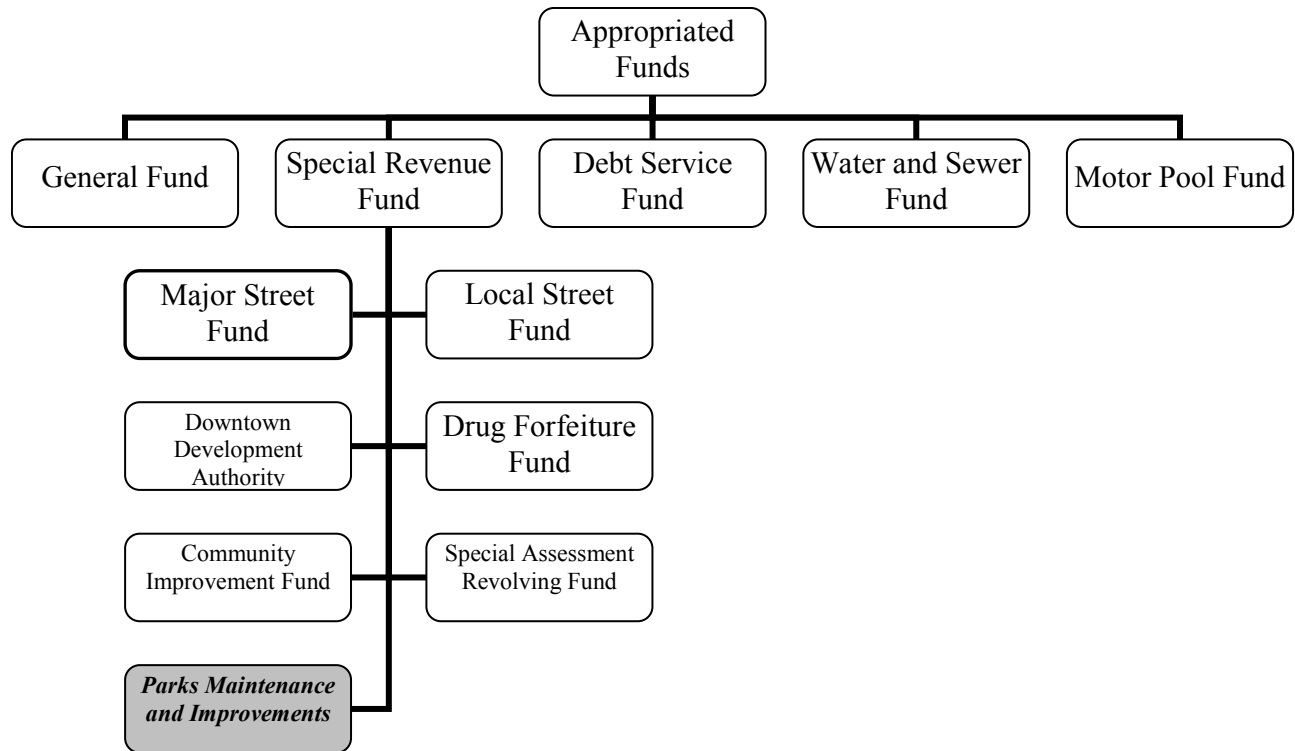 Appropriated
Funds
General Fund
Special Revenue
Fund
Debt Service
Fund
Water and Sewer
Fund
Motor Pool Fund
Major Street
Fund
Local Street
Fund
Downtown
Development
Authority
Drug Forfeiture
Fund
Community
Improvement Fund
Special Assessment
Revolving Fund
Parks Maintenance
and Improvements